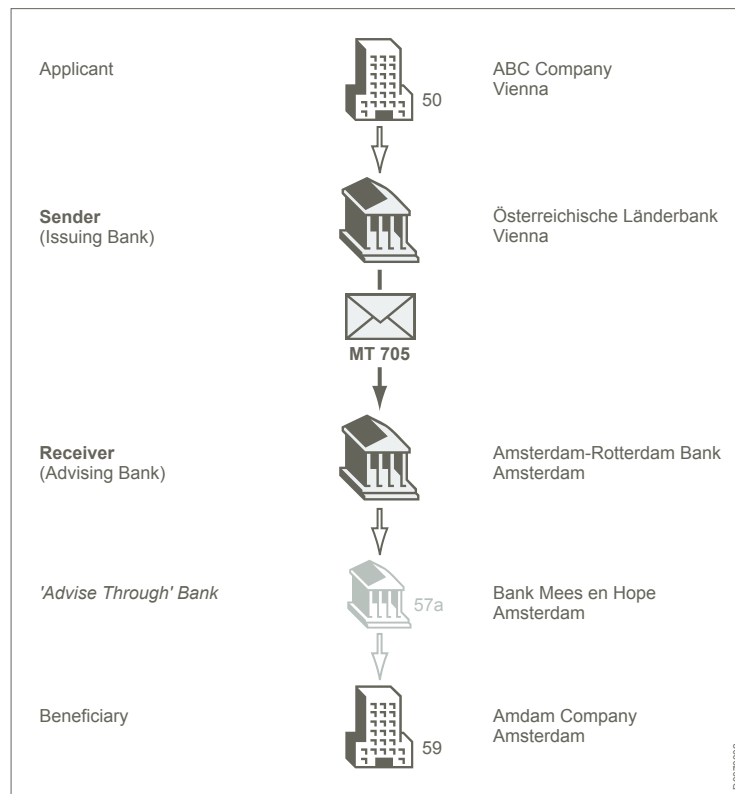 Applicant
50
ABC Company
Vienna
Sender
(Issuing Bank)
Österreichische Länderbank
Vienna
MT 705
Receiver
(Advising Bank)
Amsterdam-Rotterdam Bank
Amsterdam
'Advise Through' Bank
57a
Bank Mees en Hope
Amsterdam
Beneficiary
59
Amdam Company
Amsterdam